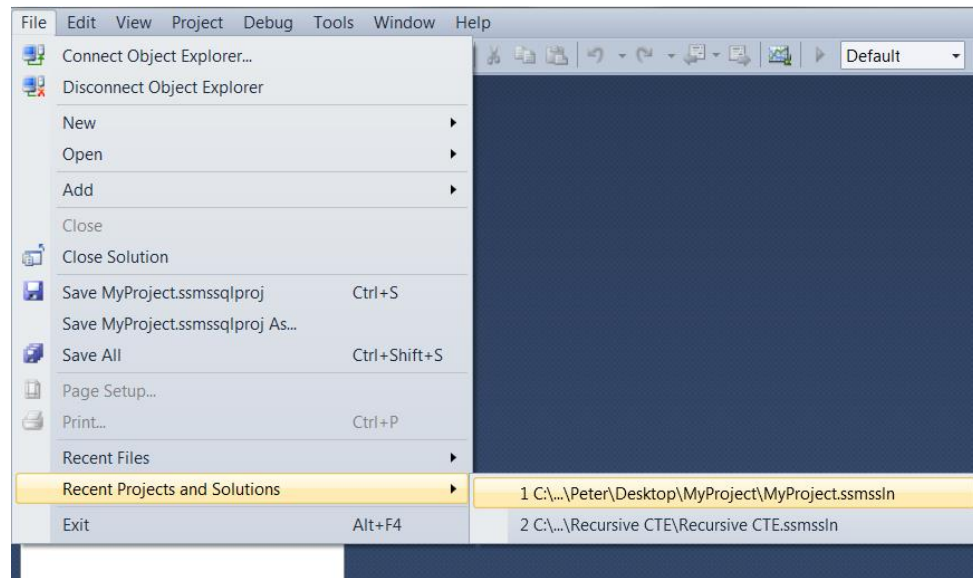 File Edit View Project Debug Tools Window Help
Default
Connect Object Explorer...
Disconnect Object Explorer
New
Open
Add
Close
Close Solution
Save MyProject.ssmssqlproj Ctrl+S
Save MyProject.ssmssqlproj As...
Save All Ctrl+Shift+S
Page Setup...
Print... Ctrl+P
Recent Files
Recent Projects and Solutions
1 C:\...\Peter\Desktop\MyProject\MyProject.ssmssln
Exit Alt+F4
2 C:\...\Recursive CTE\Recursive CTE.ssmssln